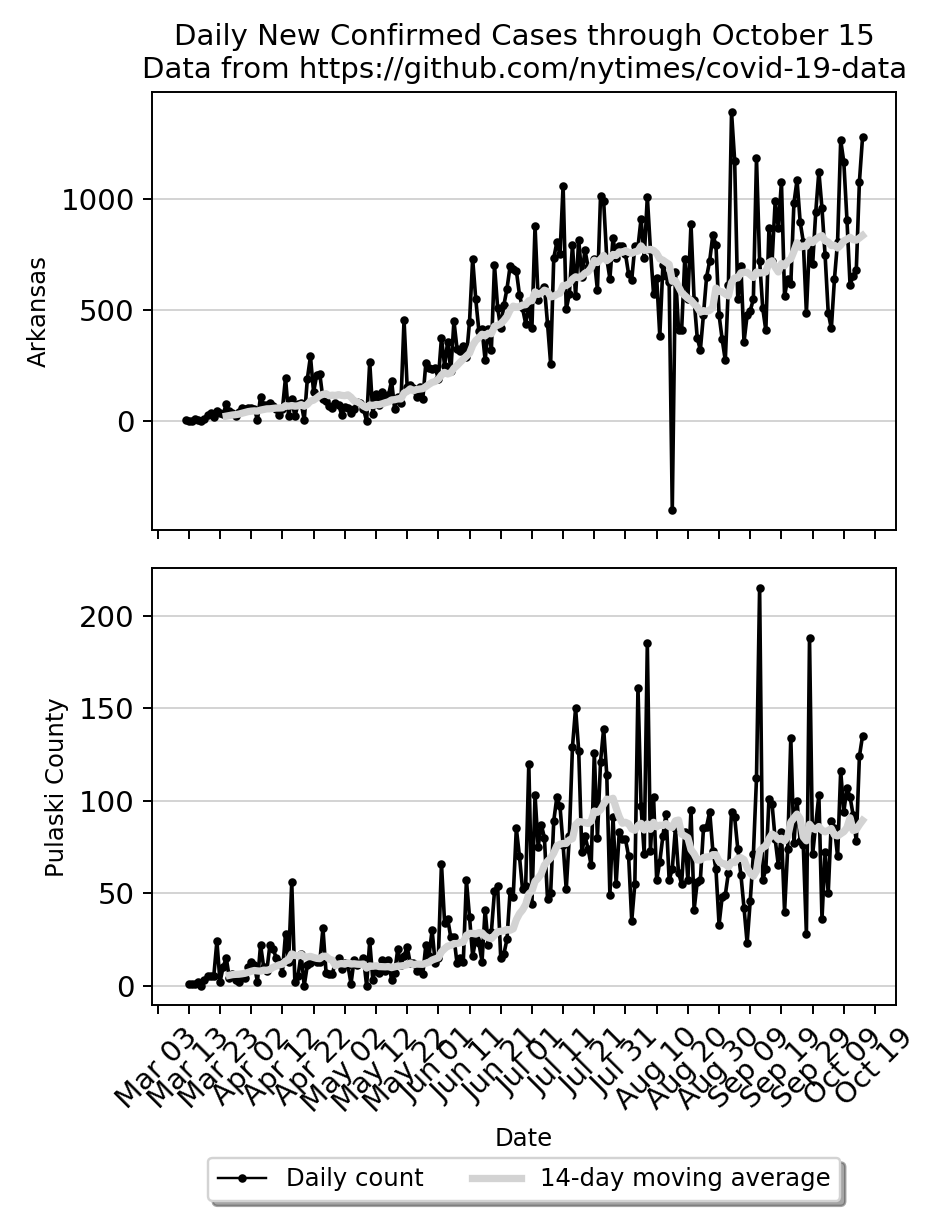 Daily New Confirmed Cases through October 15
Data from https://github.com/nytimes/covid-19-data
1000
500
0
Arkansas
200
150
100
50
0
Pulaski County
Mar 03
Mar 13
Mar 23
Apr 02
Apr 12
Apr 22
May 02
May 12
May 22
Jun 01
Jun 11
Jun 21
Jul 01
Jul 11
Jul 21
Jul 31
Aug 10
Aug 20
Aug 30
Sep 09
Sep 19
Sep 29
Oct 09
Oct 19
Date
Daily count
14-day moving average